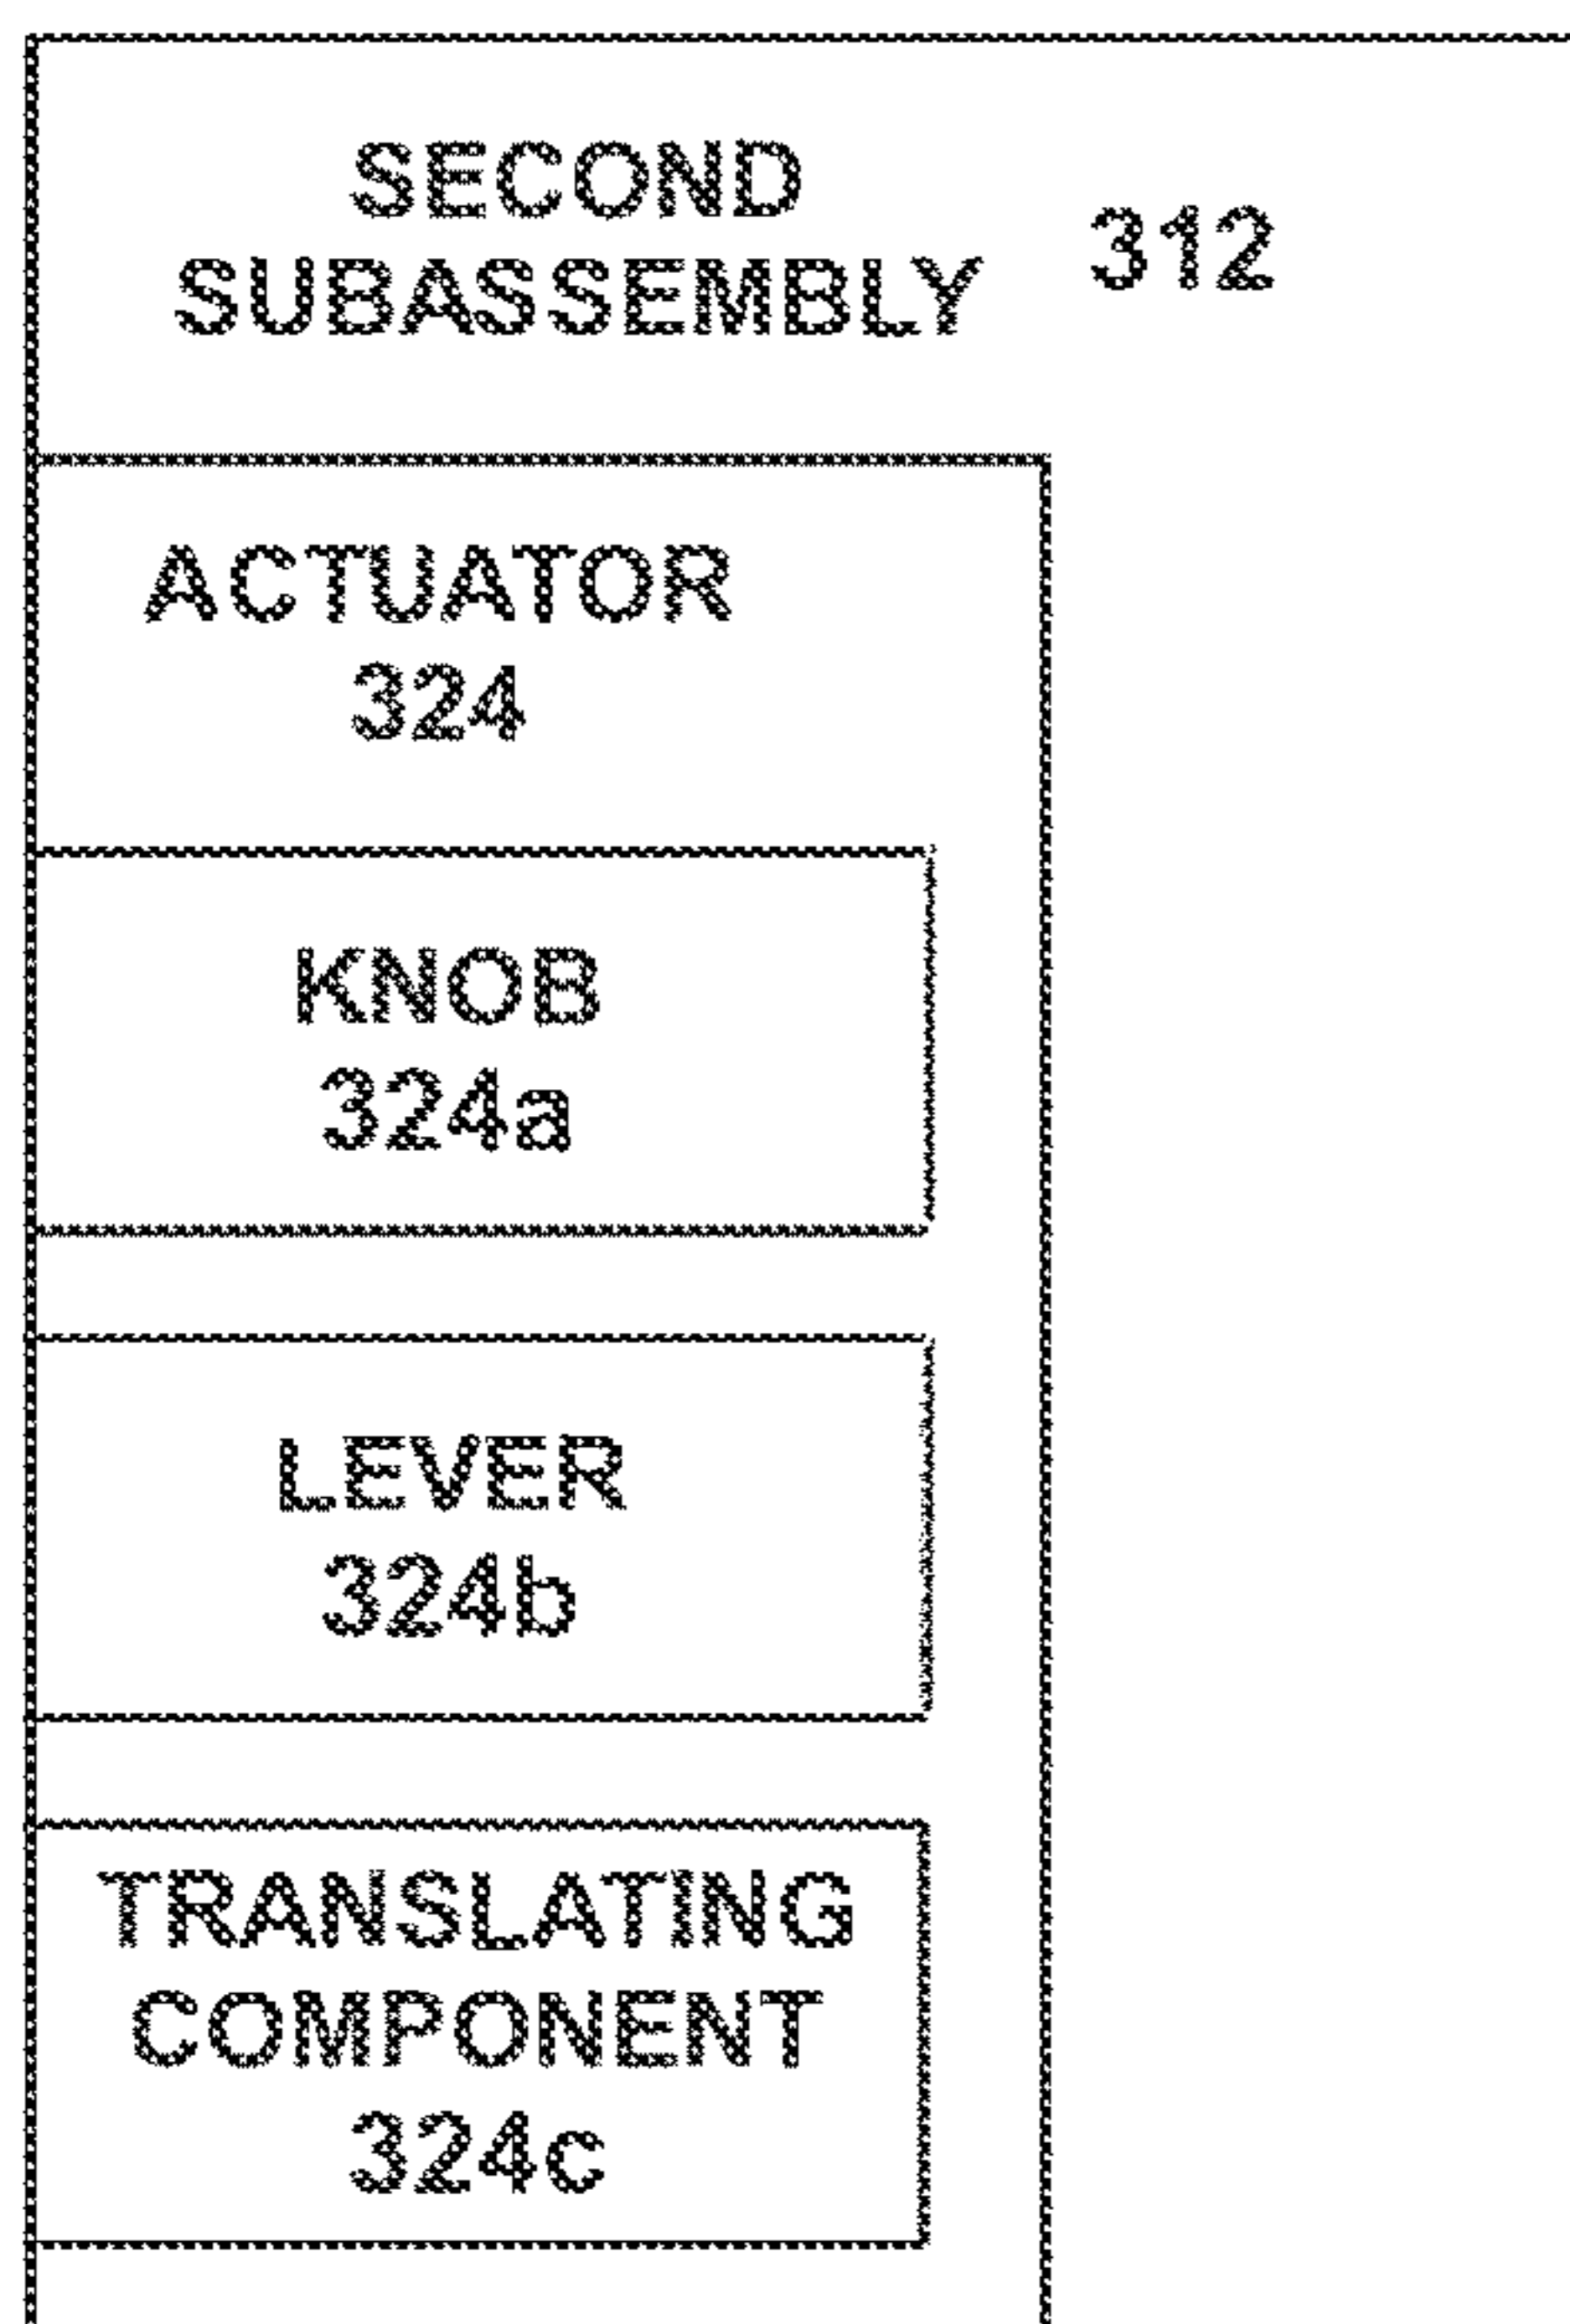 SECOND
SUBASSEMBLY 312
ACTUATOR
324
KNOB
324a
LEVER
324b
TRANSLATING
COMPONENT
324c